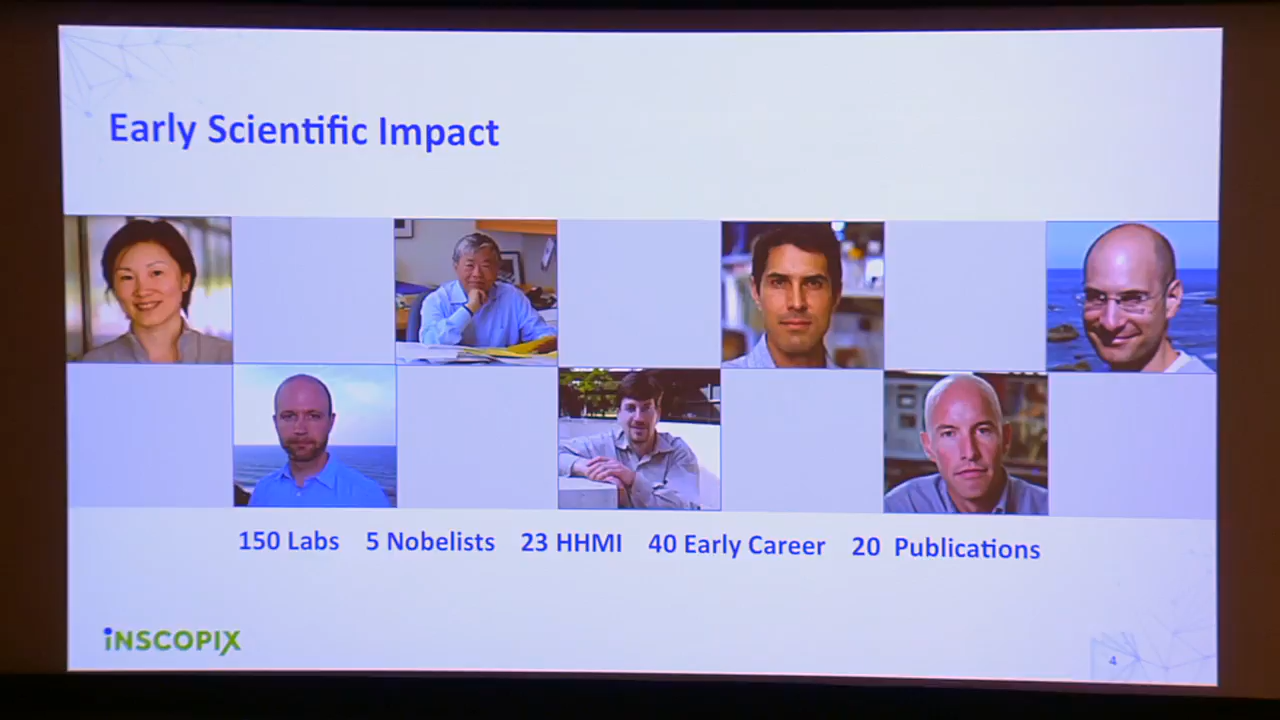 Early Scientific Impact
150 Labs 5 Nobelists 23 HHMI 40 Early Career 20 Publications
iNSCOPIX
4